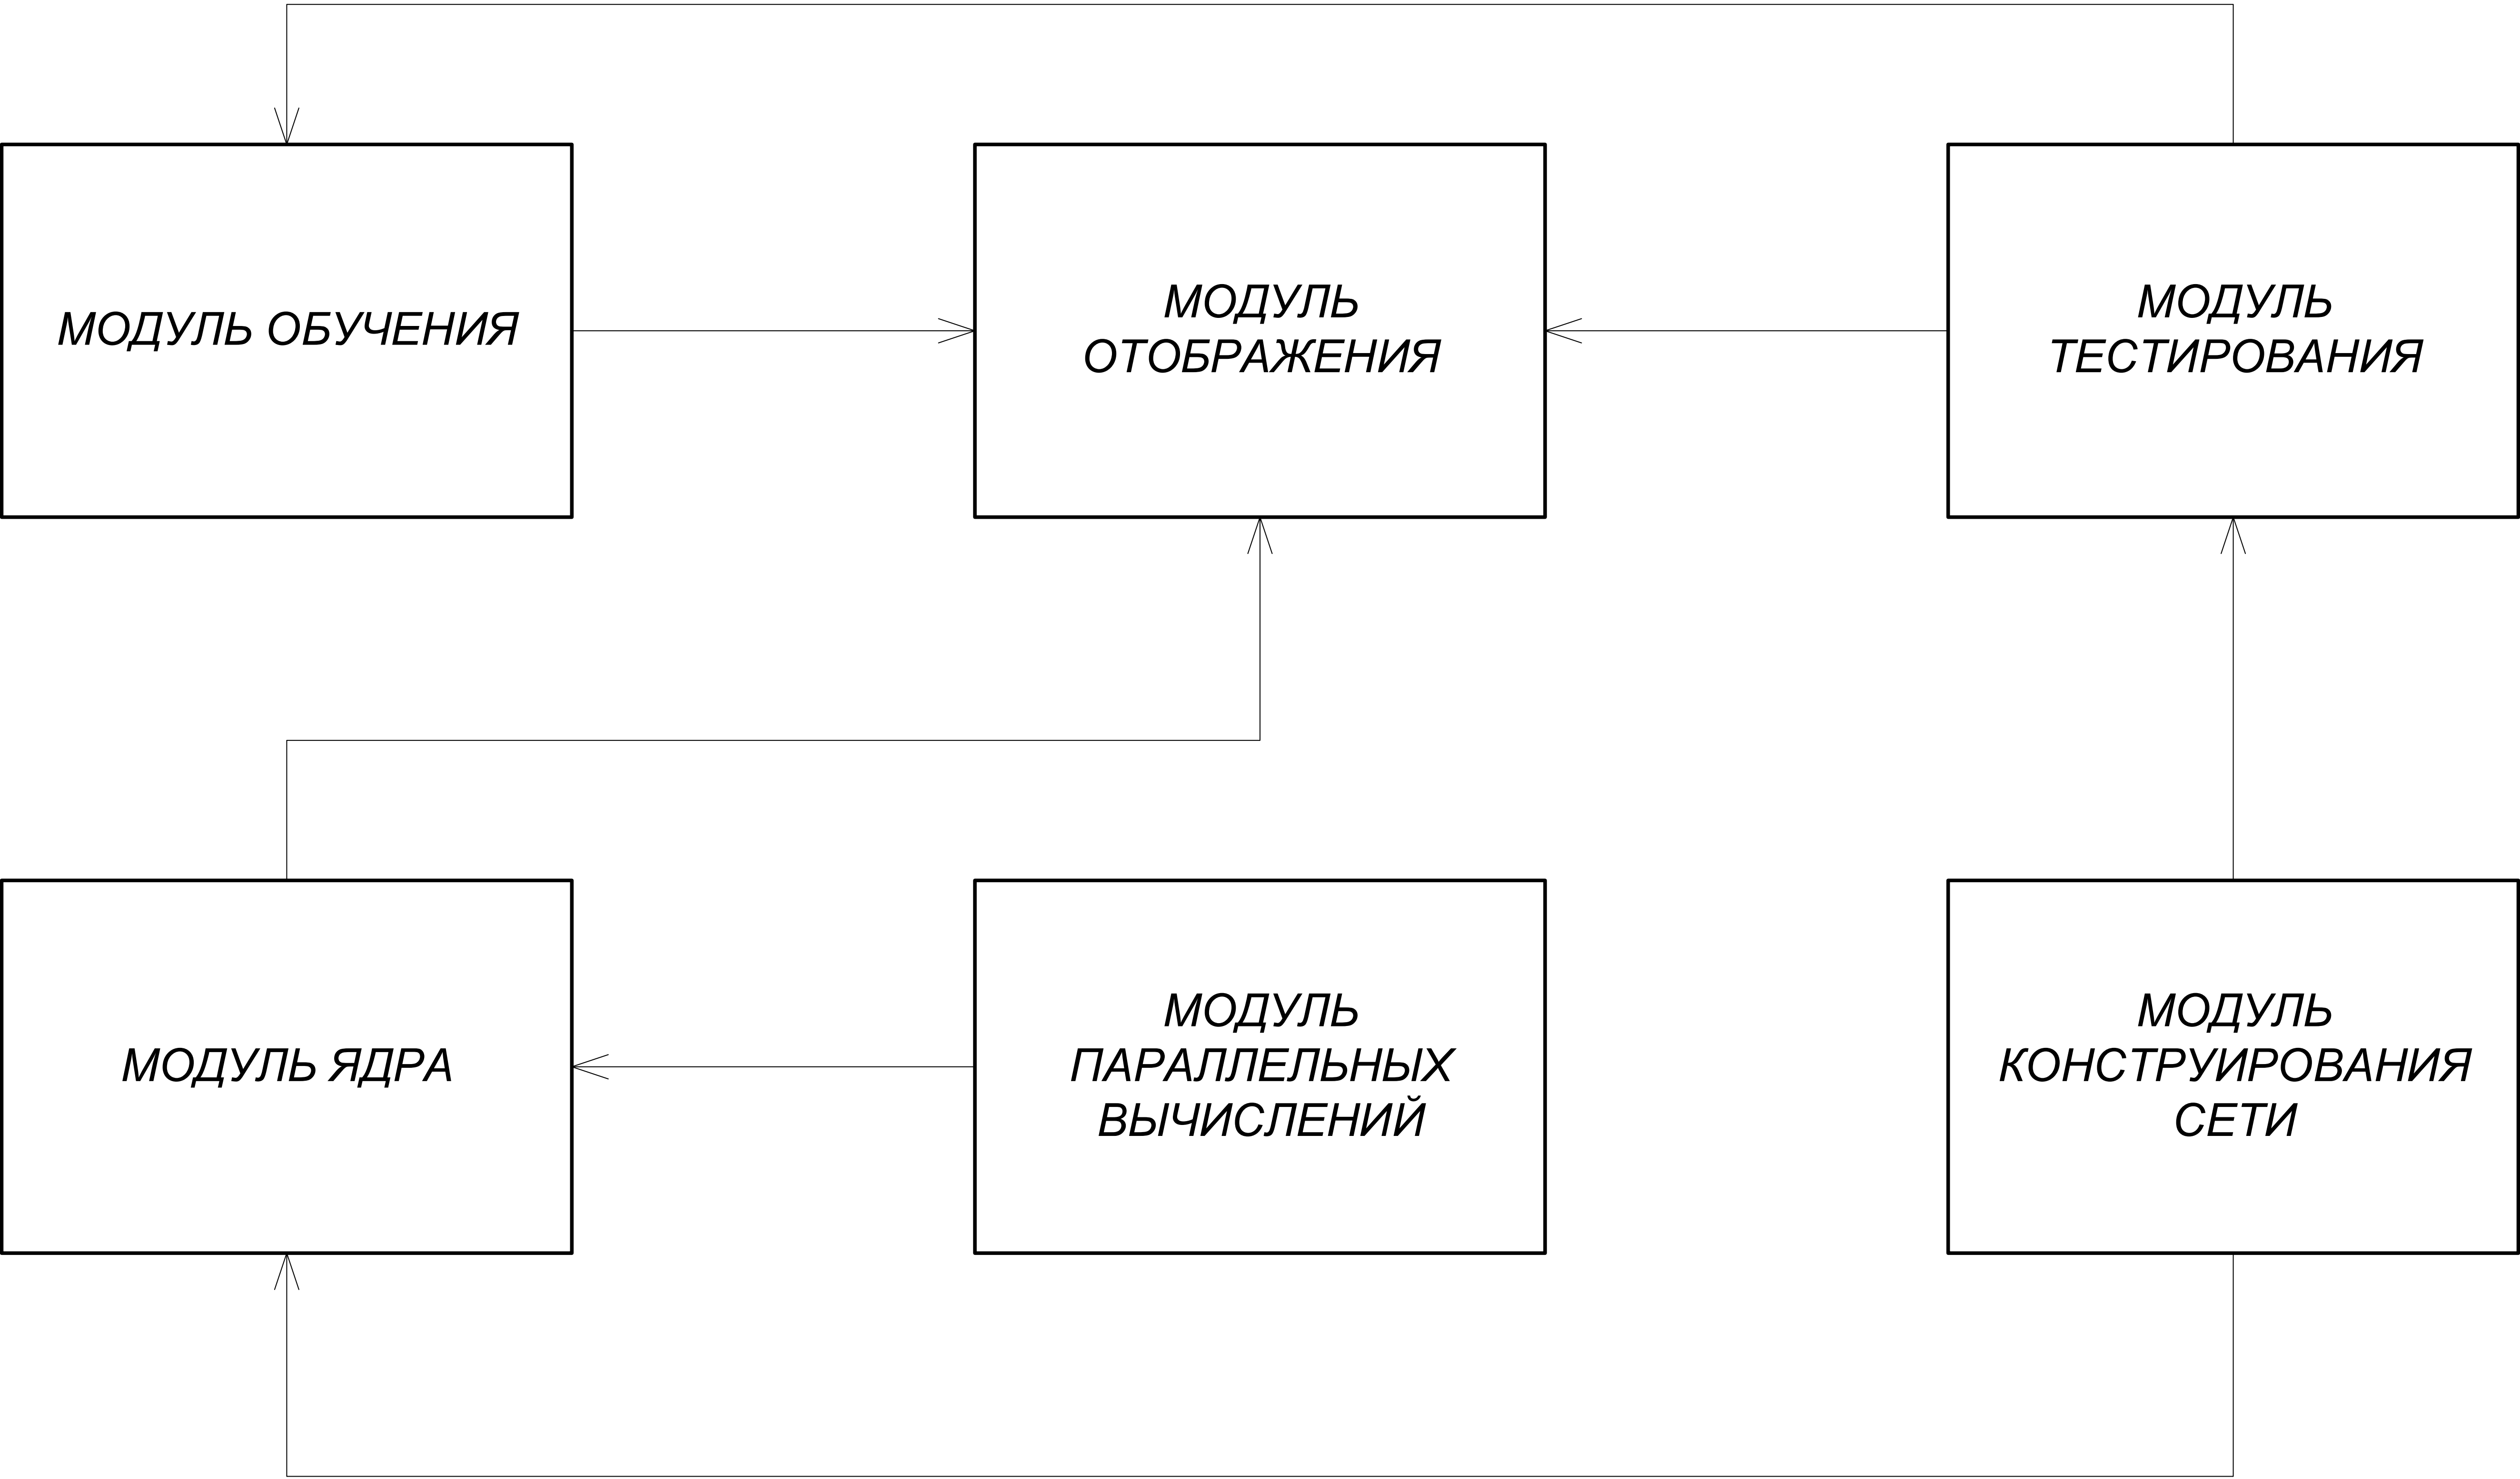 МОДУЛЬ ОБУЧЕНИЯ
МОДУЛЬ
ОТОБРАЖЕНИЯ
МОДУЛЬ
ТЕСТИРОВАНИЯ
МОДУЛЬ ЯДРА
МОДУЛЬ
ПАРАЛЛЕЛЬНЫХ
ВЫЧИСЛЕНИЙ
МОДУЛЬ
КОНСТРУИРОВАНИЯ
СЕТИ